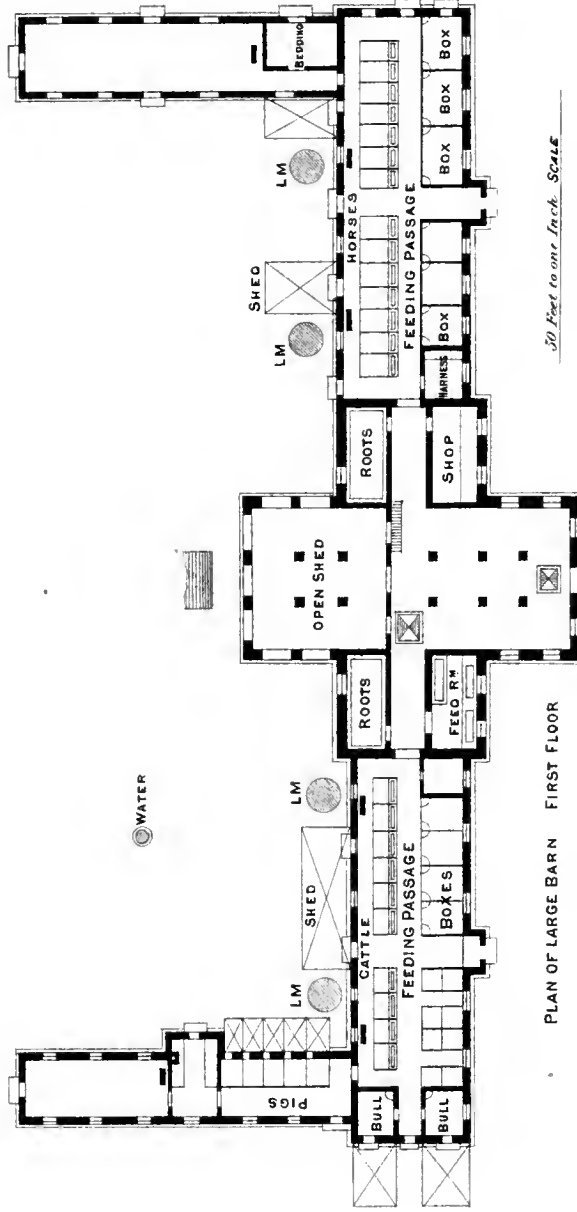 WATER
PIGS
BEDDING
LM
SHED
LM
LM
SHED
LM
CATTLE
ROOTS
OPEN SHED
ROOTS
HORSES
BULL
FEEDING PASSAGE
FEEDING PASSAGE
BULL
BOXES
FEED RM
SHOP
HARNESS
BOX
BOX
BOX
BOX
PLAN OF LARGE BARN FIRST FLOOR
50 Feet to one Inch SCALE